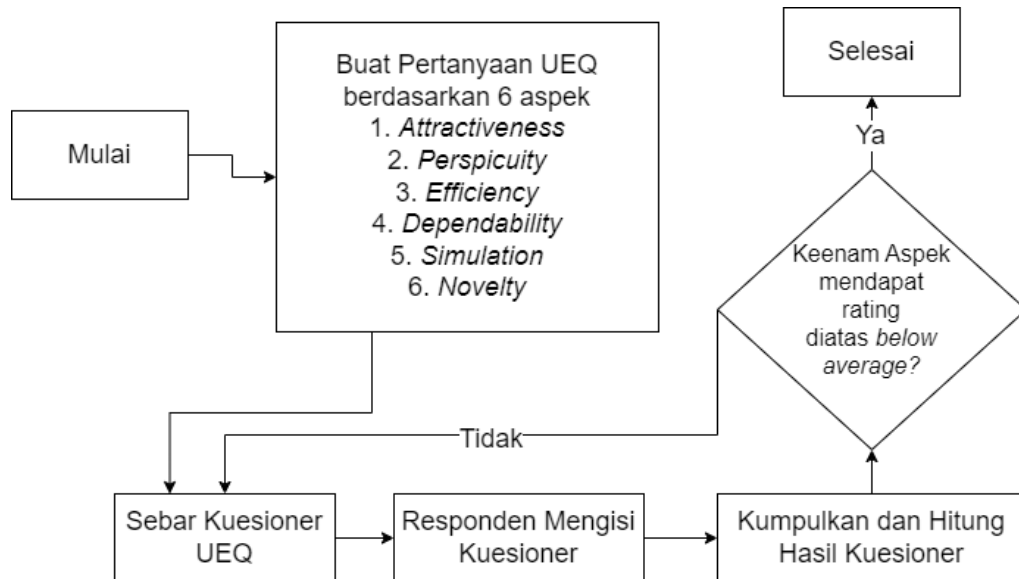 Mulai
Buat Pertanyaan UEQ
berdasarkan 6 aspek
1. Attractiveness
2. Perspicuity
3. Efficiency
4. Dependability
5. Simulation
6. Novelty
Sebar Kuesioner
UEQ
Responden Mengisi
Kuesioner
Kumpulkan dan Hitung
Hasil Kuesioner
Keenam Aspek
mendapat
rating
diatas below
average?
Tidak
Ya
Selesai